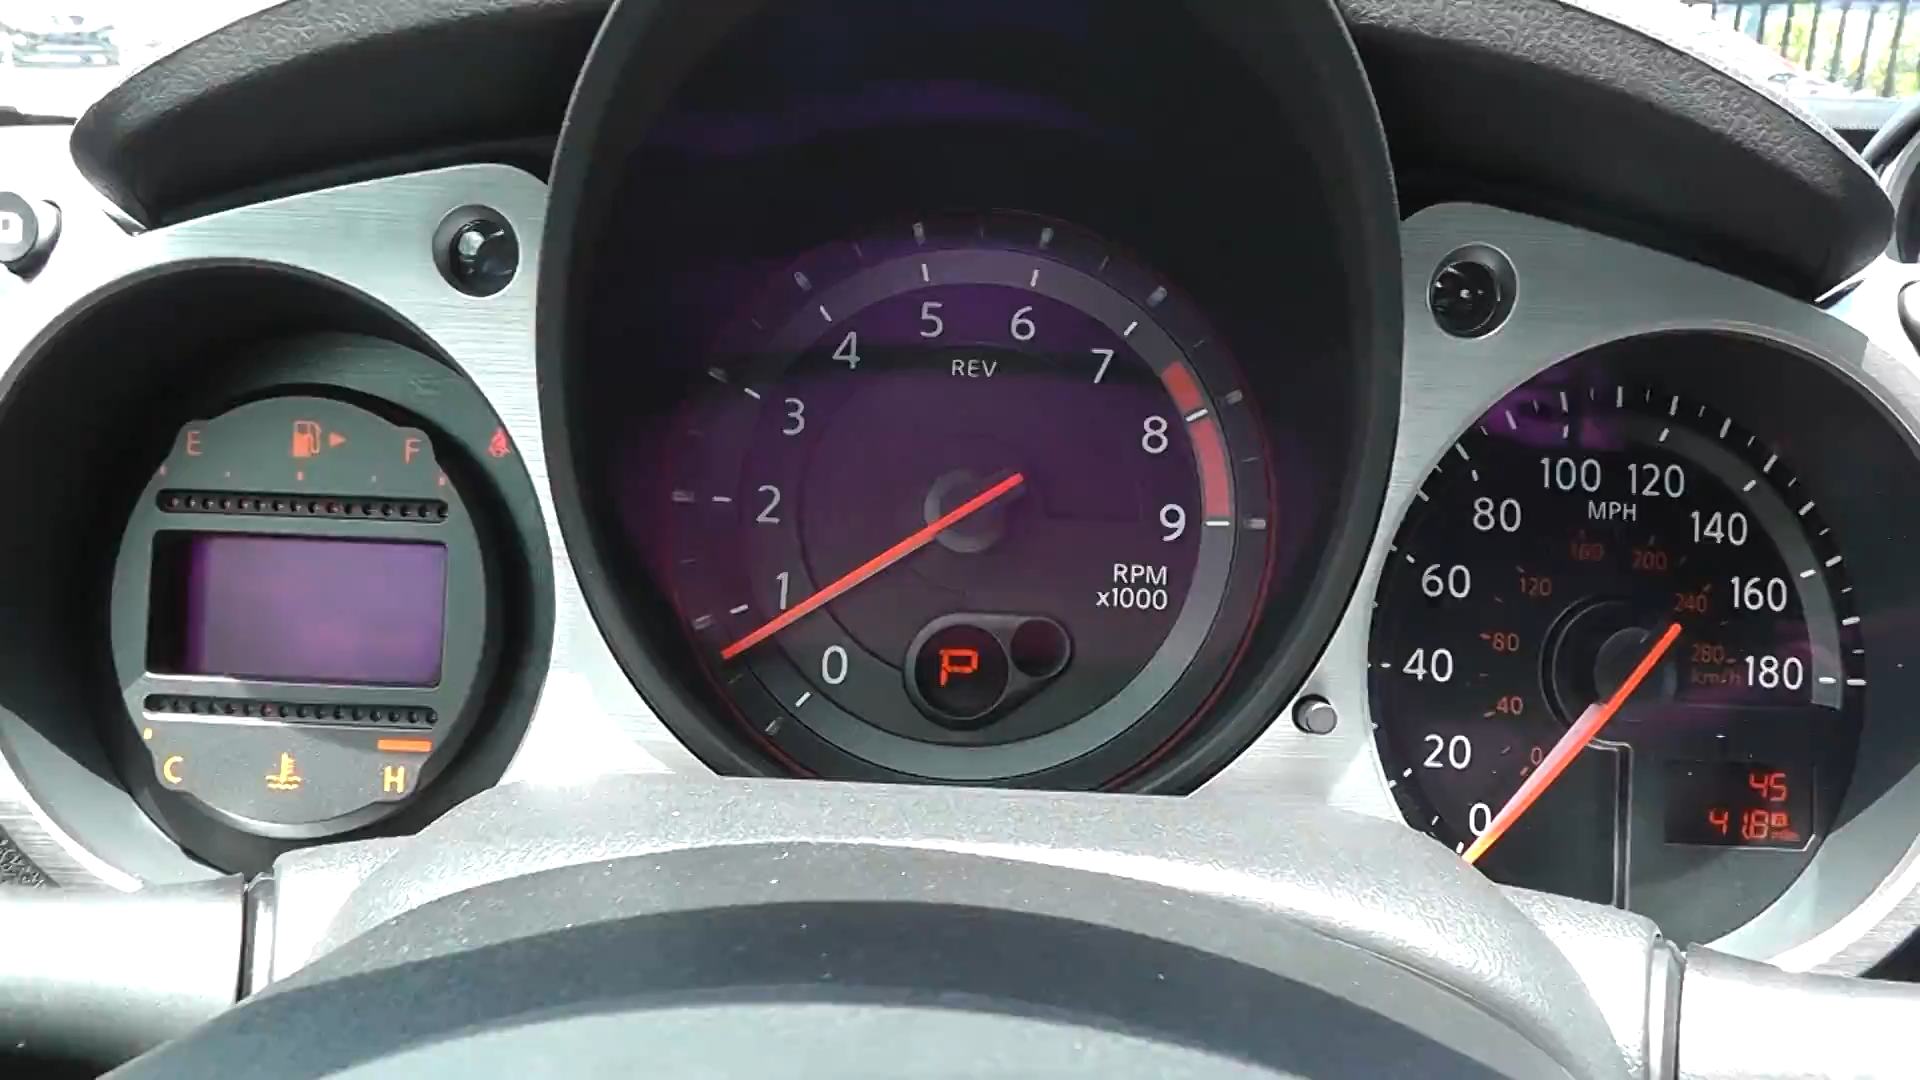 E F
C H
0 1 2 3 4 5 6 7 8 9
REV
RPM
x1000
P
0 20 40 60 80 100 120 140 160 180
MPH
0 40 80 120 160 200 240 280
km/h
45